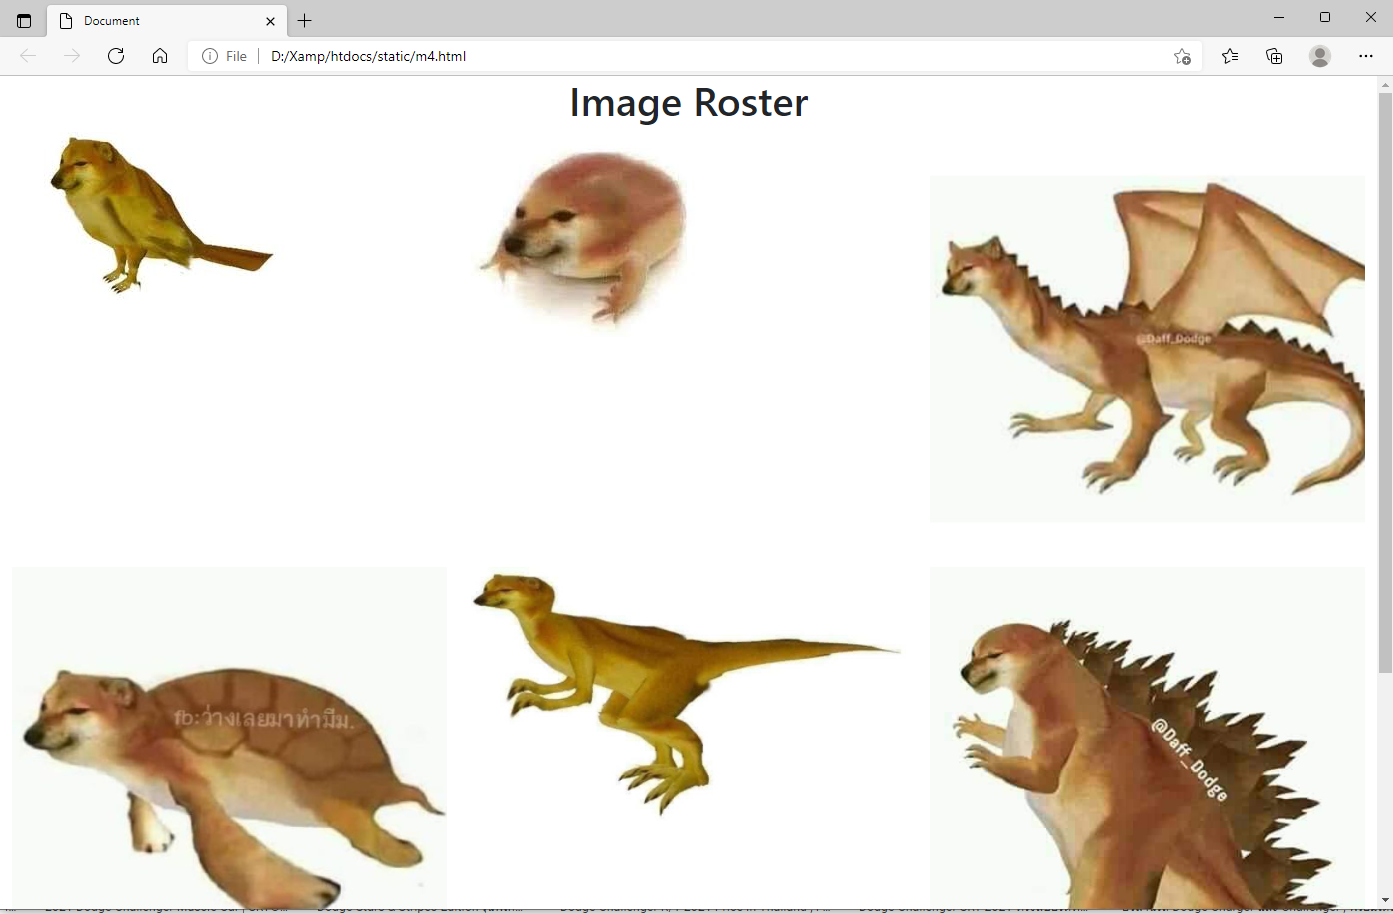 Document
File
D:/Xamp/htdocs/static/m4.html
Image Roster
@Daff_Dodge
fb:ว่างเลยมาทำมีม.
@Daff_Dodge